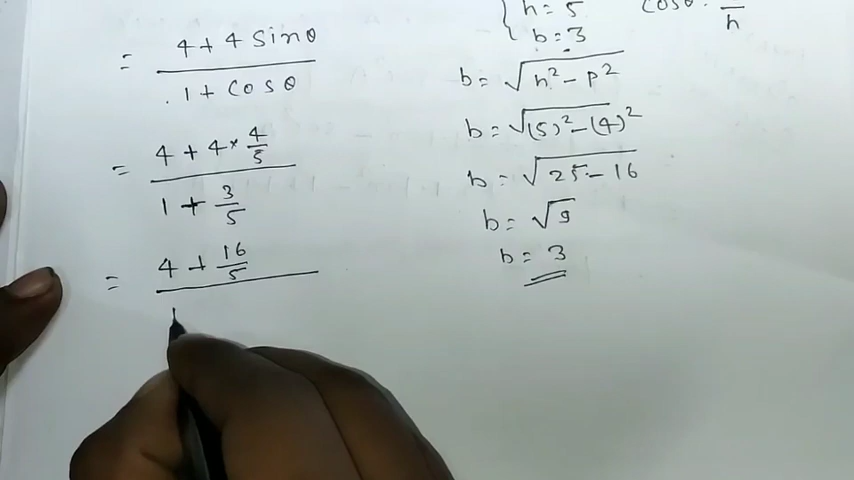 = (4 + 4 Sinθ) / (1 + Cosθ)
= (4 + 4 × 4/5) / (1 + 3/5)
= (4 + 16/5) / 1
h = 5
b = 3
b = √(h² - p²)
b = √((5)² - (4)²)
b = √(25 - 16)
b = √9
b = 3
Cosθ
h